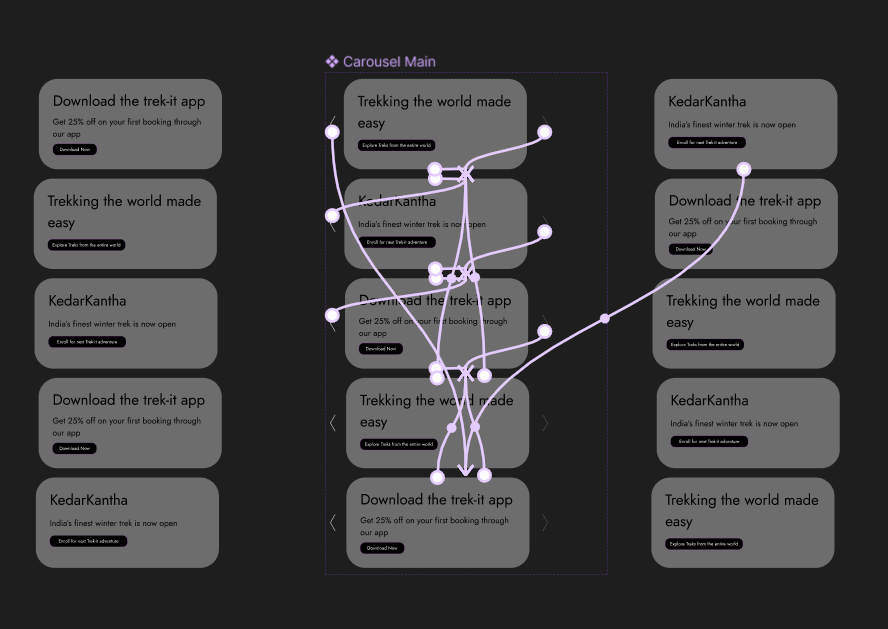 Carousel Main
Download the trek-it app
Get 25% off on your first booking through
our app
Download Now
Trekking the world made
easy
Explore Treks from the entire world
KedarKantha
India's finest winter trek is now open
Enroll for next Trek-it adventure
Download the trek-it app
Get 25% off on your first booking through
our app
Download Now
KedarKantha
India's finest winter trek is now open
Enroll for next Trek-it adventure
Trekking the world made
easy
Explore Treks from the entire world
KedarKantha
India's finest winter trek is now open
Enroll for next Trek-it adventure
Download the trek-it app
Get 25% off on your first booking through
our app
Download Now
Trekking the world made
easy
Explore Treks from the entire world
Download the trek-it app
Get 25% off on your first booking through
our app
Download Now
KedarKantha
India's finest winter trek is now open
Enroll for next Trek-it adventure
Download the trek-it app
Get 25% off on your first booking through
our app
Download Now
Trekking the world made
easy
Explore Treks from the entire world
KedarKantha
India's finest winter trek is now open
Enroll for next Trek-it adventure
Trekking the world made
easy
Explore Treks from the entire world